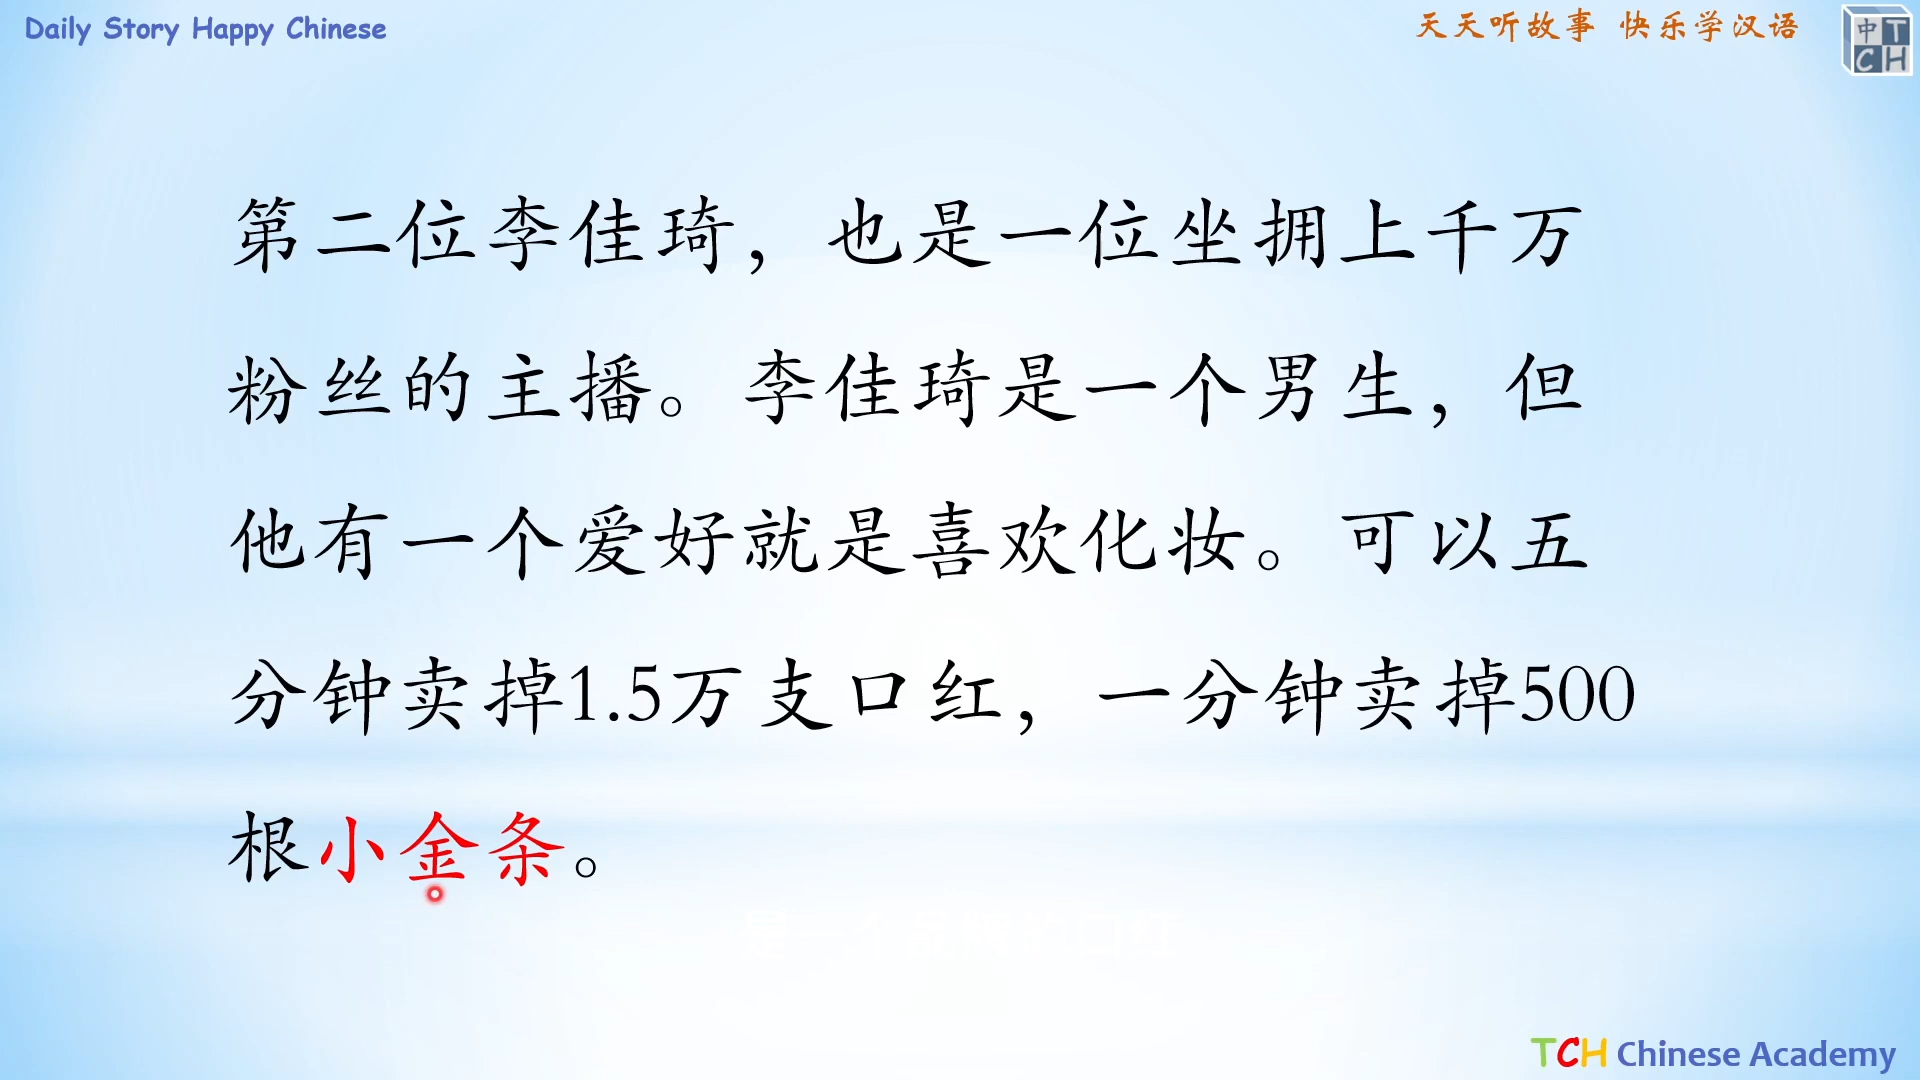 Daily Story Happy Chinese
天天听故事 快乐学汉语
中T
CH
第二位李佳琦，也是一位坐拥上千万
粉丝的主播。李佳琦是一个男生，但
他有一个爱好就是喜欢化妆。可以五
分钟卖掉1.5万支口红，一分钟卖掉500
根小金条。
TCH Chinese Academy